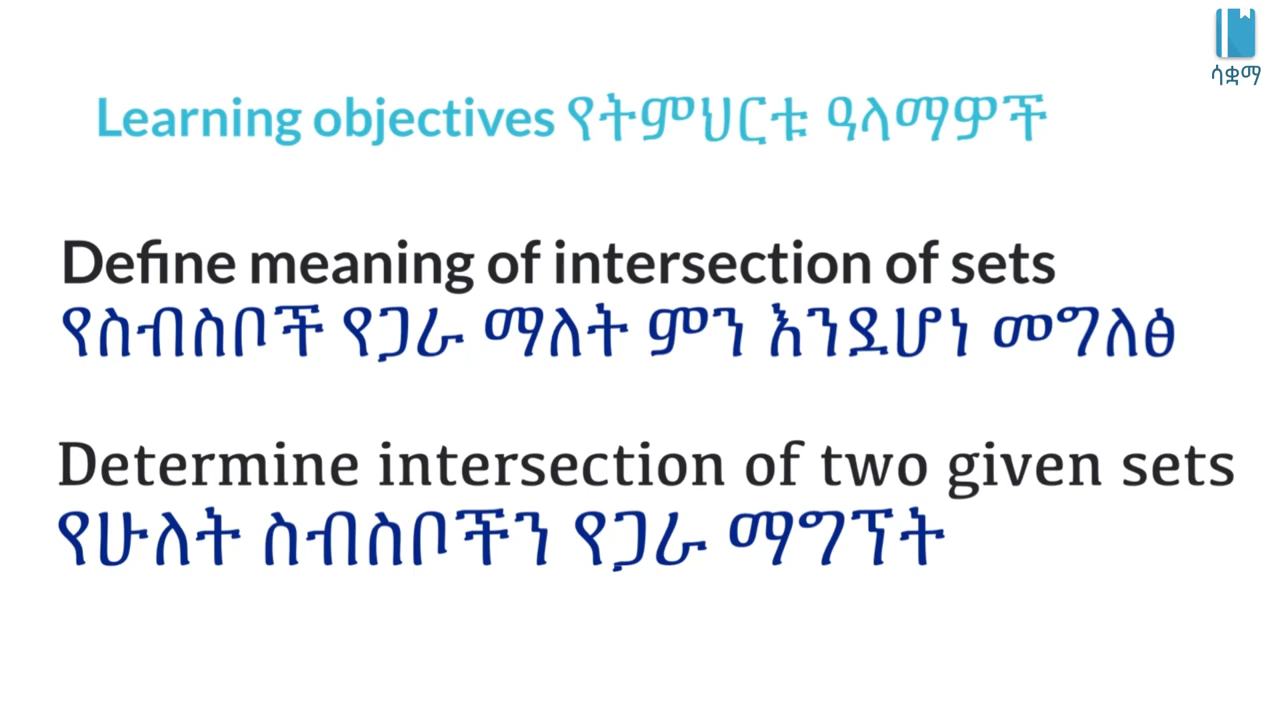 ሳቋማ
Learning objectives የትምህርቱ ዓላማዎች
Define meaning of intersection of sets
የስብስቦች የጋራ ማለት ምን እንደሆነ መግለፅ
Determine intersection of two given sets
የሁለት ስብስቦችን የጋራ ማግኘት